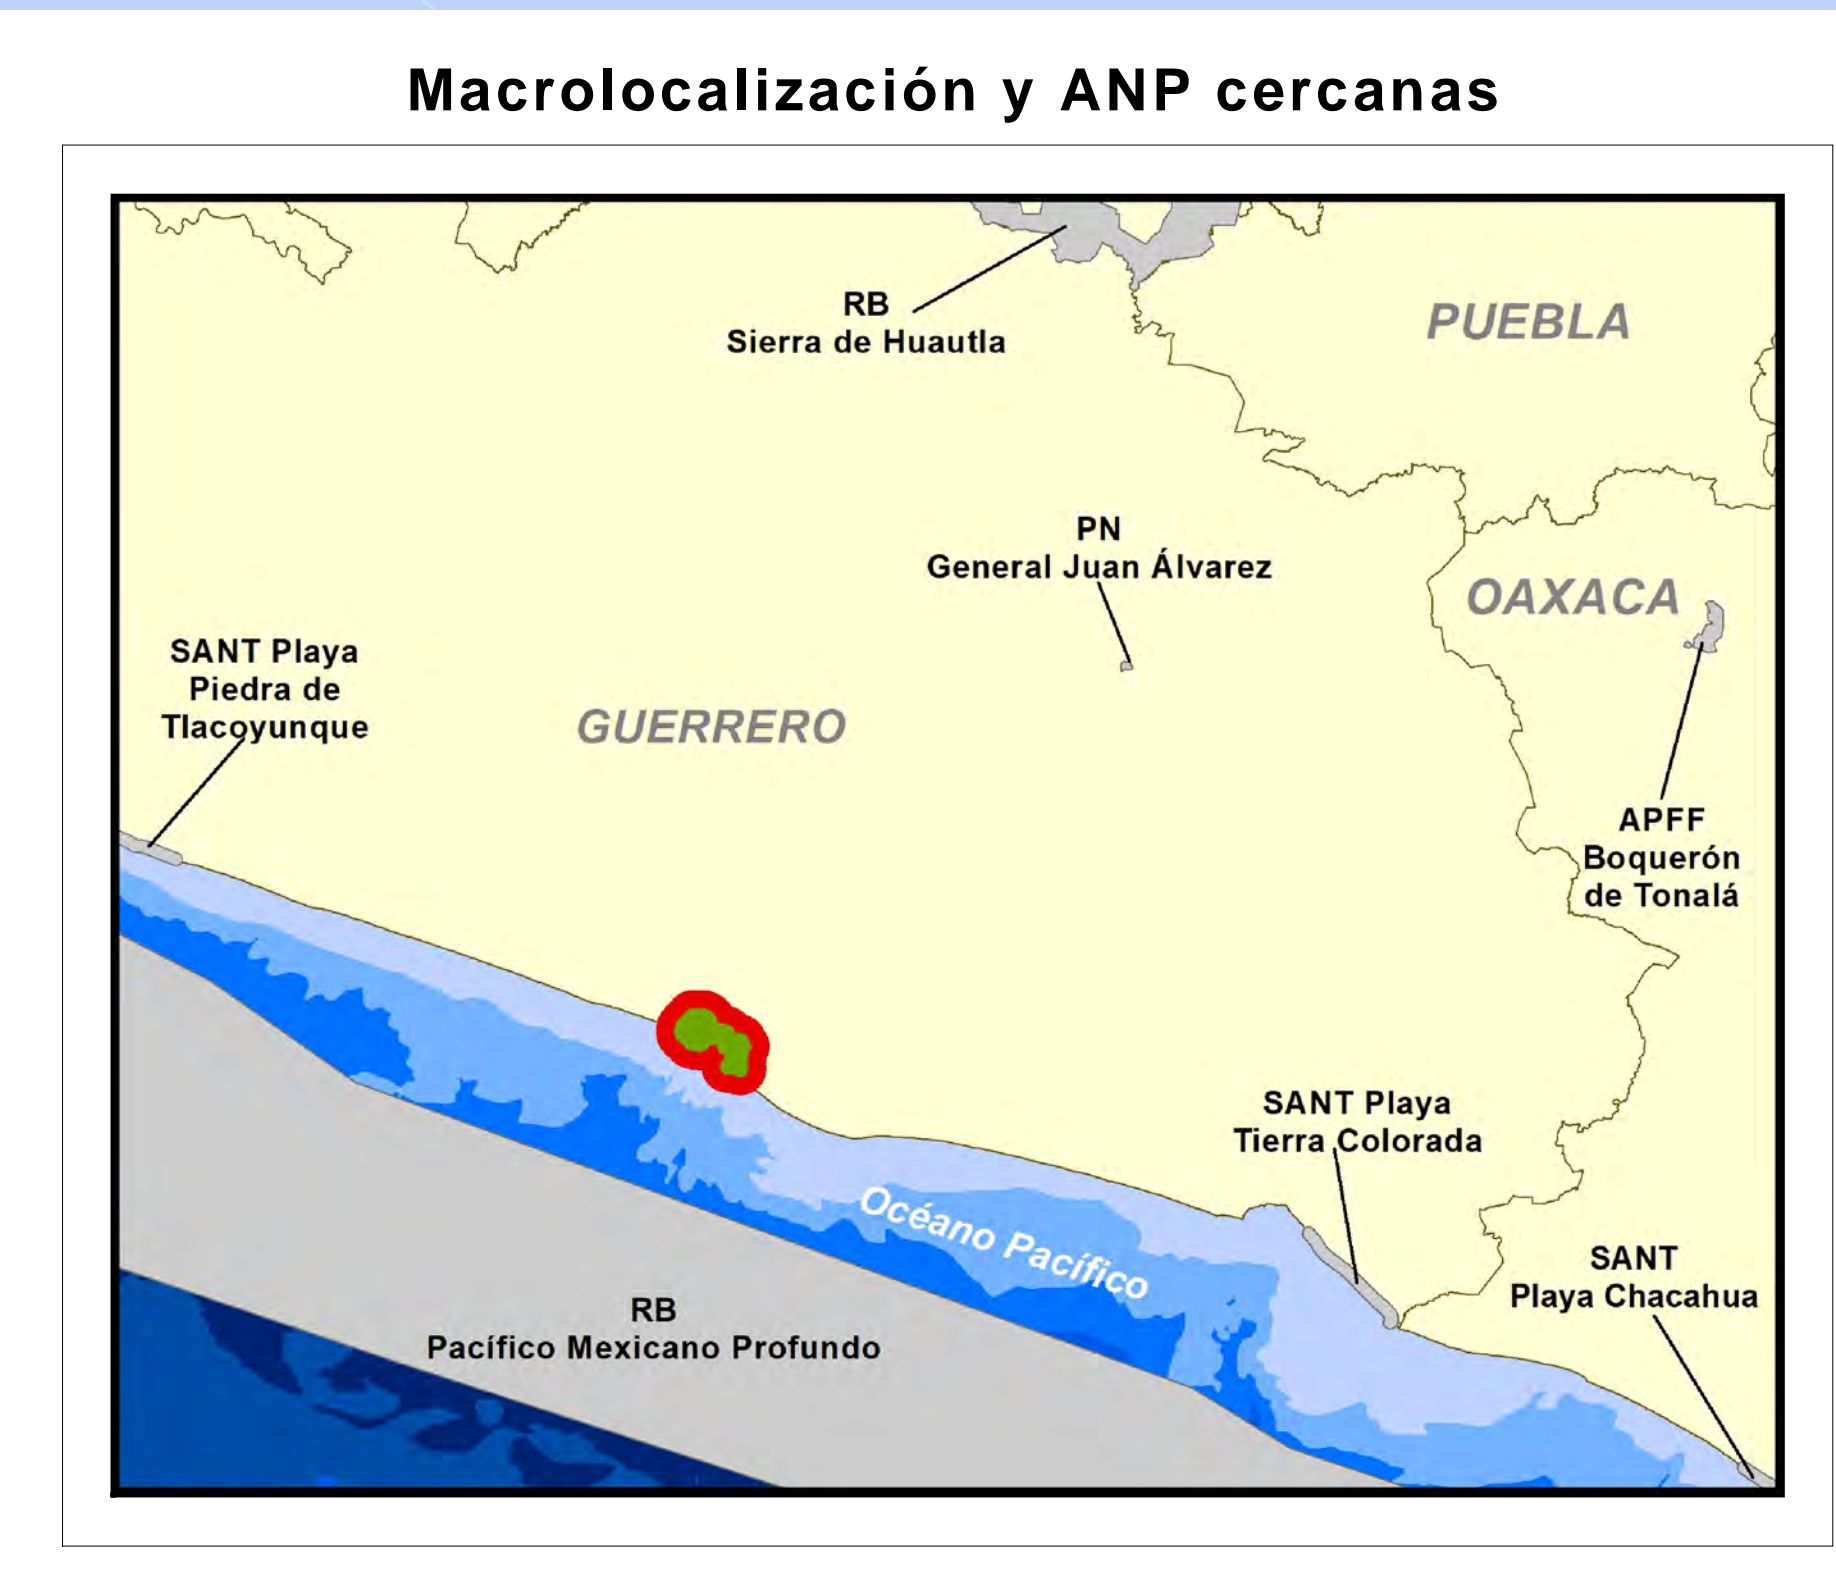 Macrolocalización y ANP cercanas
RB
Sierra de Huautla
PUEBLA
PN
General Juan Álvarez
OAXACA
SANT Playa
Piedra de
Tlacoyunque
GUERRERO
APFF
Boquerón
de Tonalá
SANT Playa
Tierra Colorada
Océano Pacífico
SANT
Playa Chacahua
RB
Pacífico Mexicano Profundo